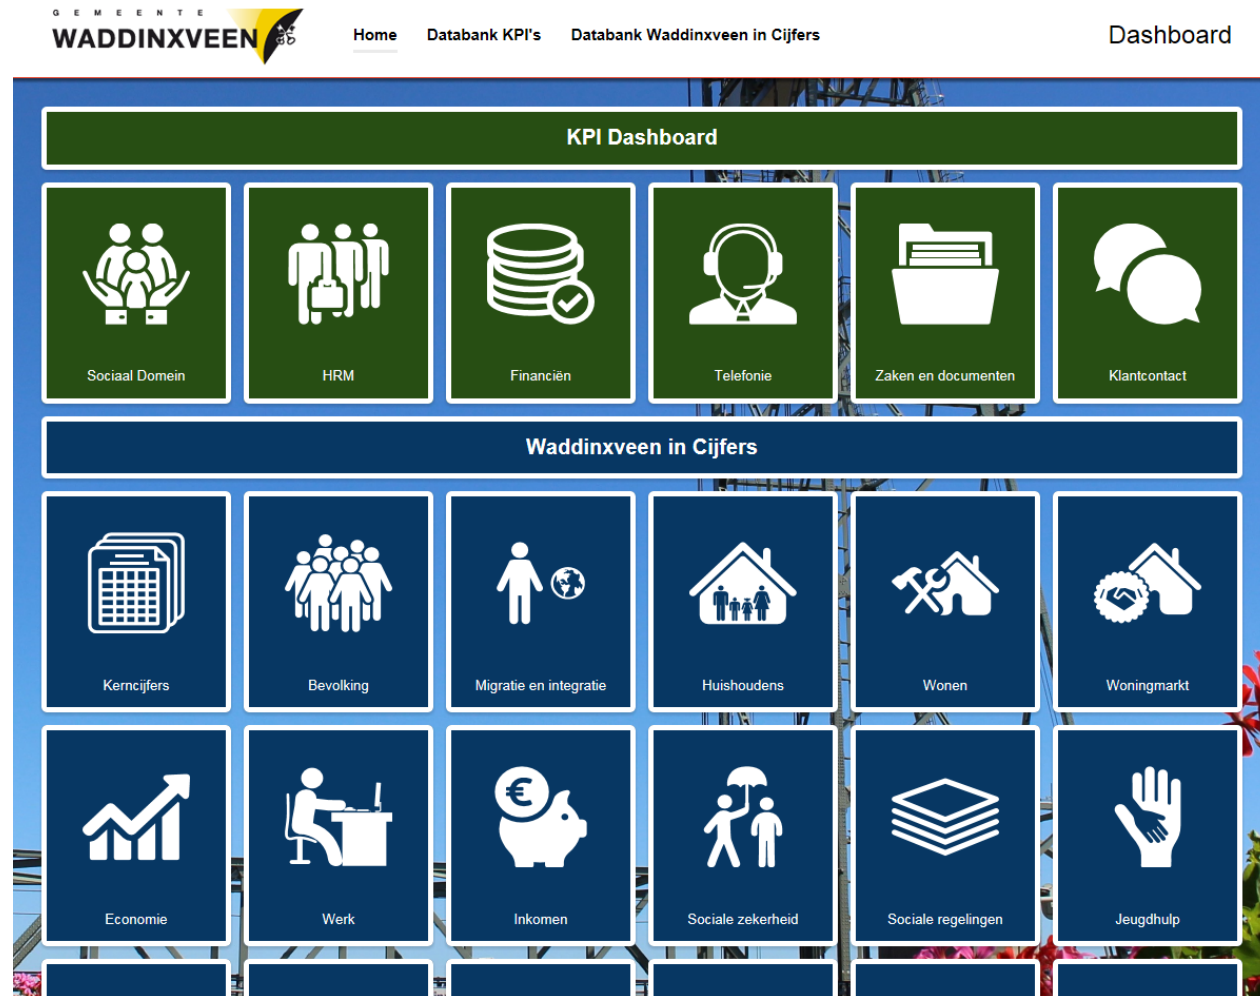 GEMEENTE
WADDINXVEEN
Home Databank KPI's Databank Waddinxveen in Cijfers
Dashboard
KPI Dashboard
Sociaal Domein
HRM
Financiën
Telefonie
Zaken en documenten
Klantcontact
Waddinxveen in Cijfers
Kerncijfers
Bevolking
Migratie en integratie
Huishoudens
Wonen
Woningmarkt
Economie
Werk
Inkomen
Sociale zekerheid
Sociale regelingen
Jeugdhulp